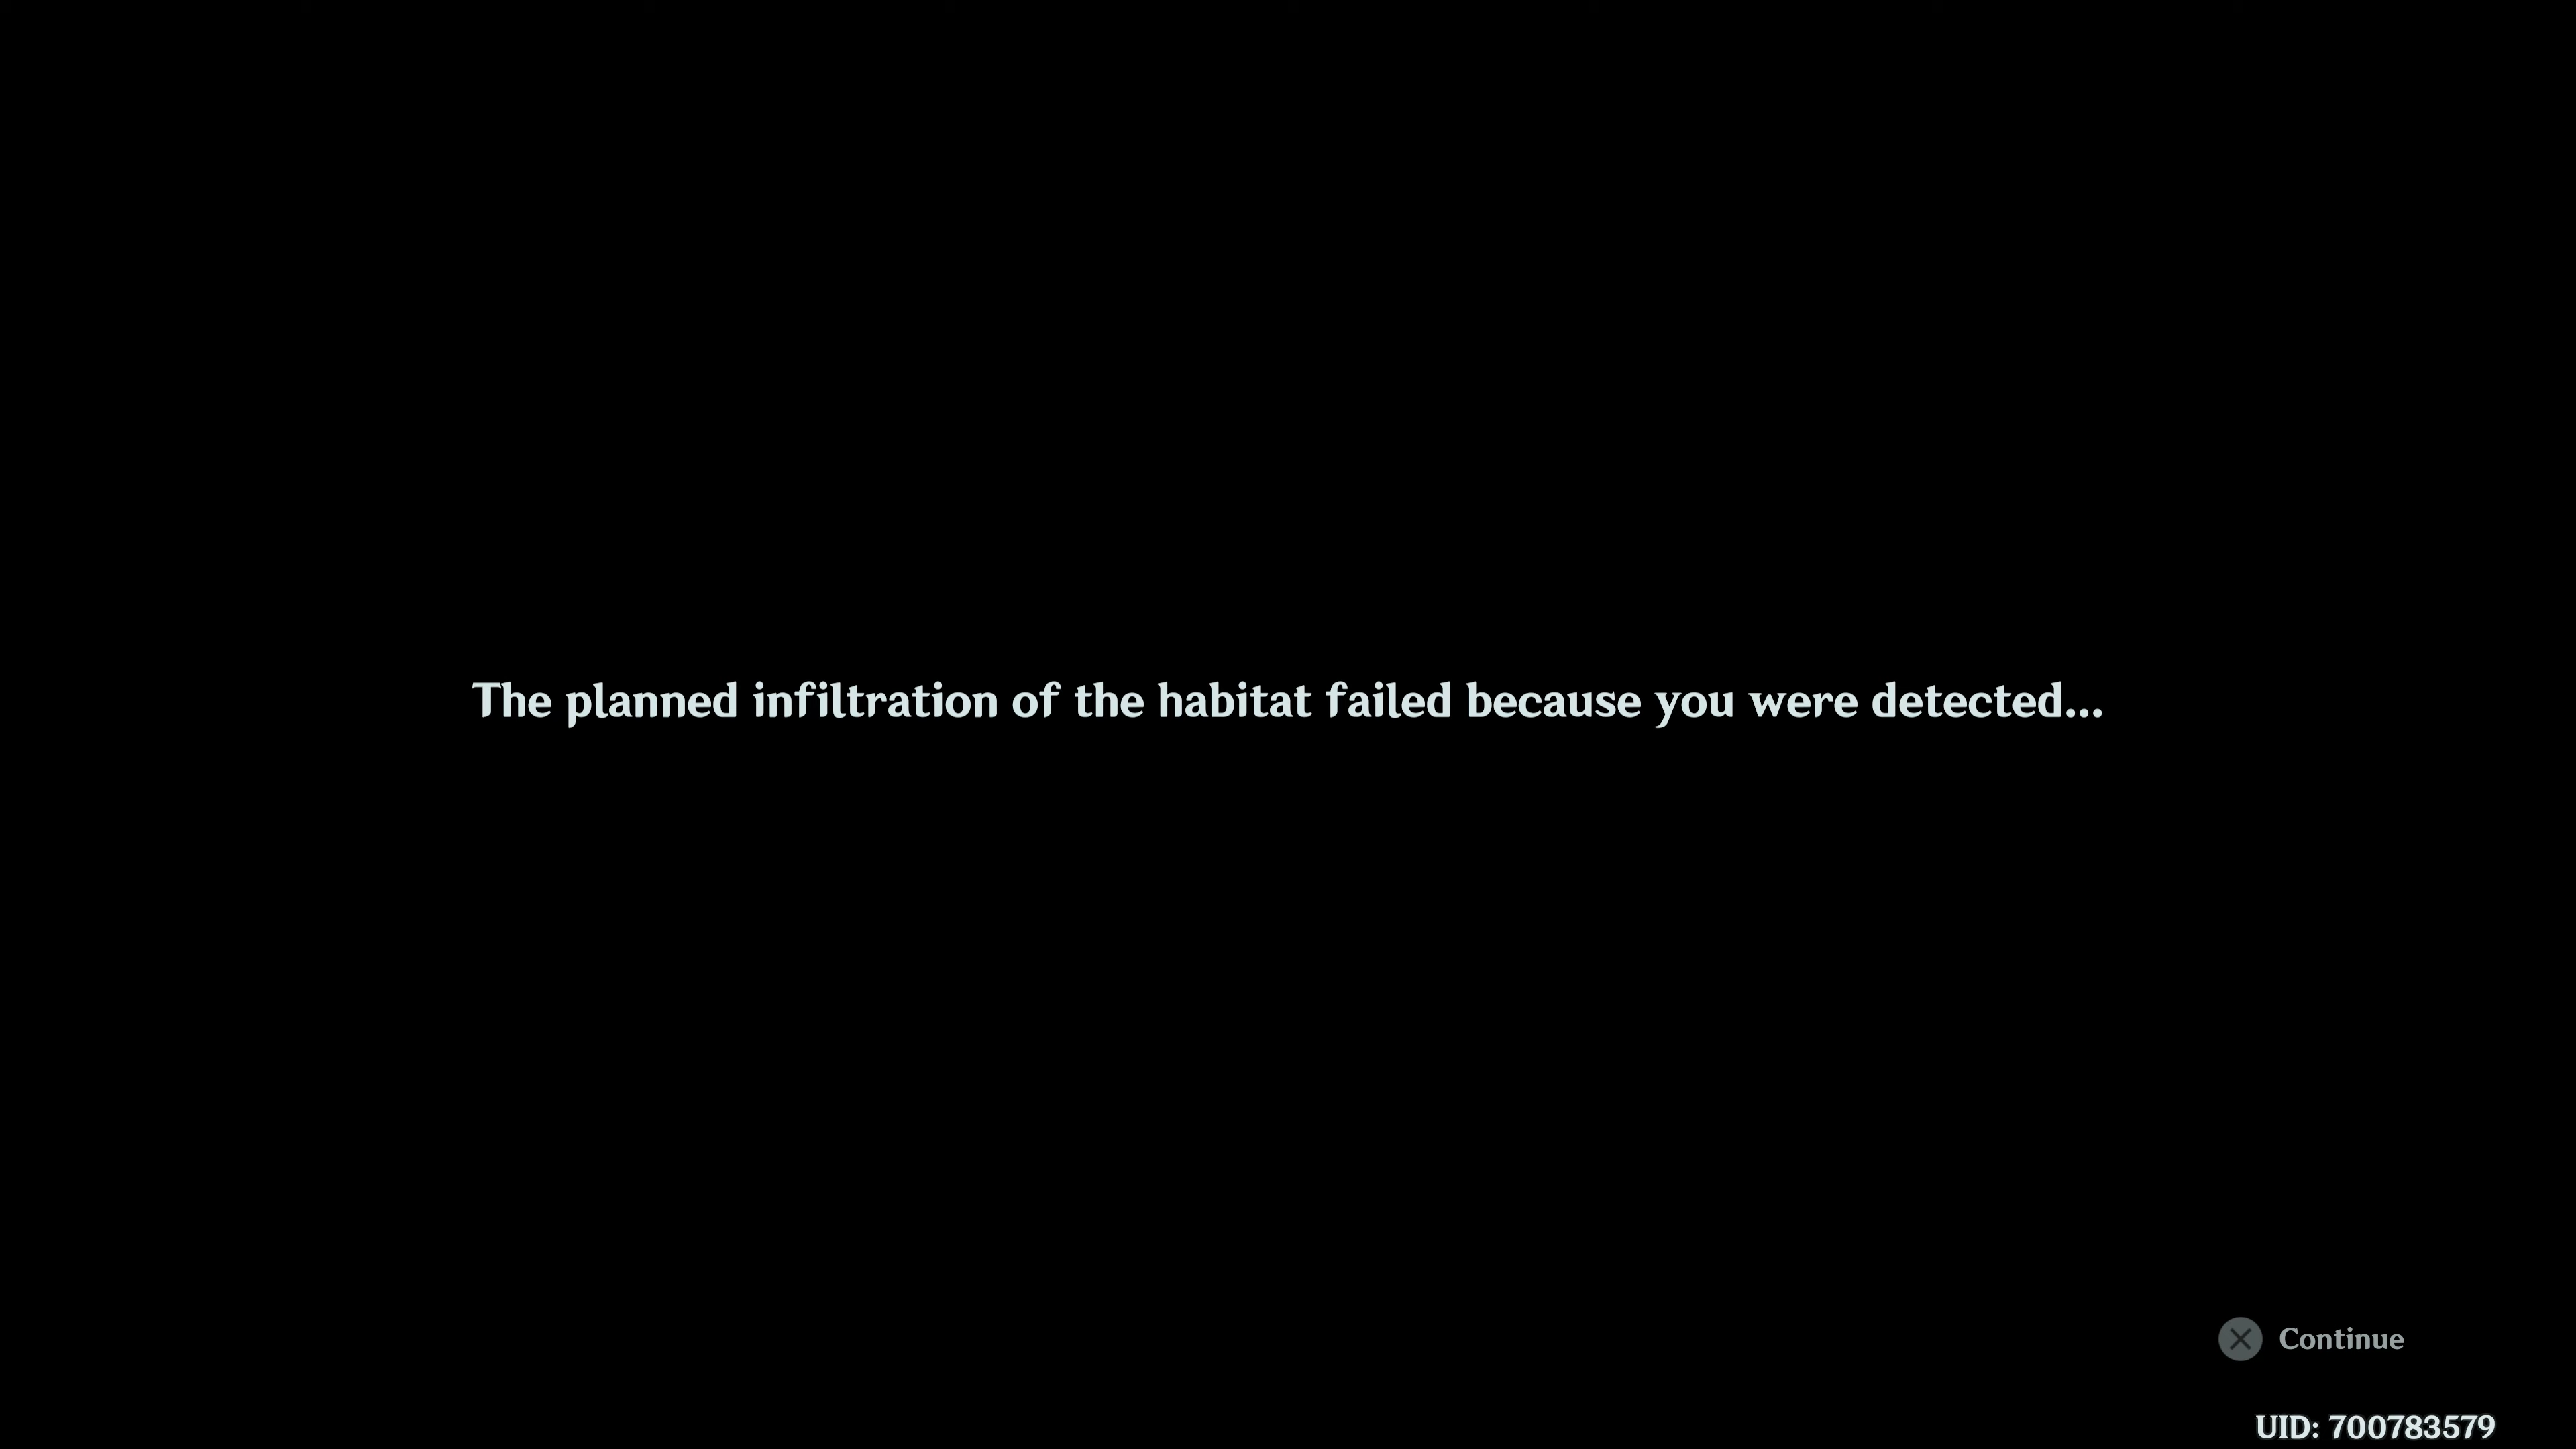 The planned infiltration of the habitat failed because you were detected...
Continue
UID: 700783579